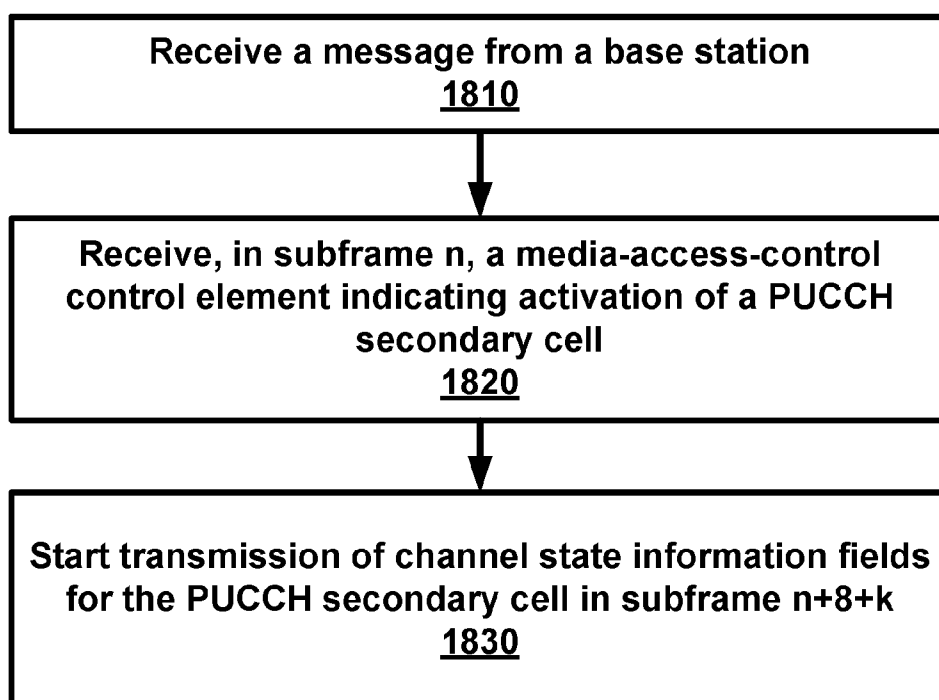 Receive a message from a base station
1810
Receive, in subframe n, a media-access-control
control element indicating activation of a PUCCH
secondary cell
1820
Start transmission of channel state information fields
for the PUCCH secondary cell in subframe n+8+k
1830